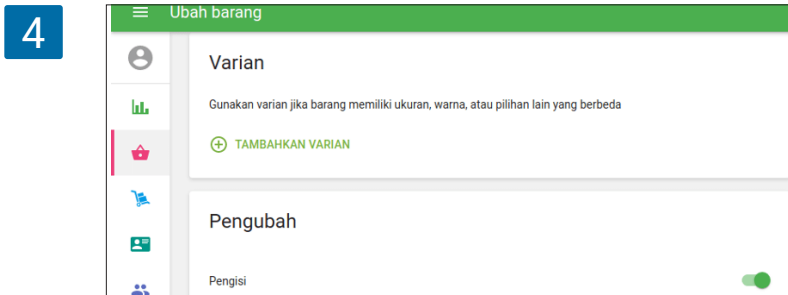 4
Ubah barang
Varian
Gunakan varian jika barang memiliki ukuran, warna, atau pilihan lain yang berbeda
TAMBAHKAN VARIAN
Pengubah
Pengisi